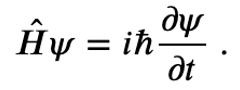 Ĥψ = iħ ∂ψ/∂t .